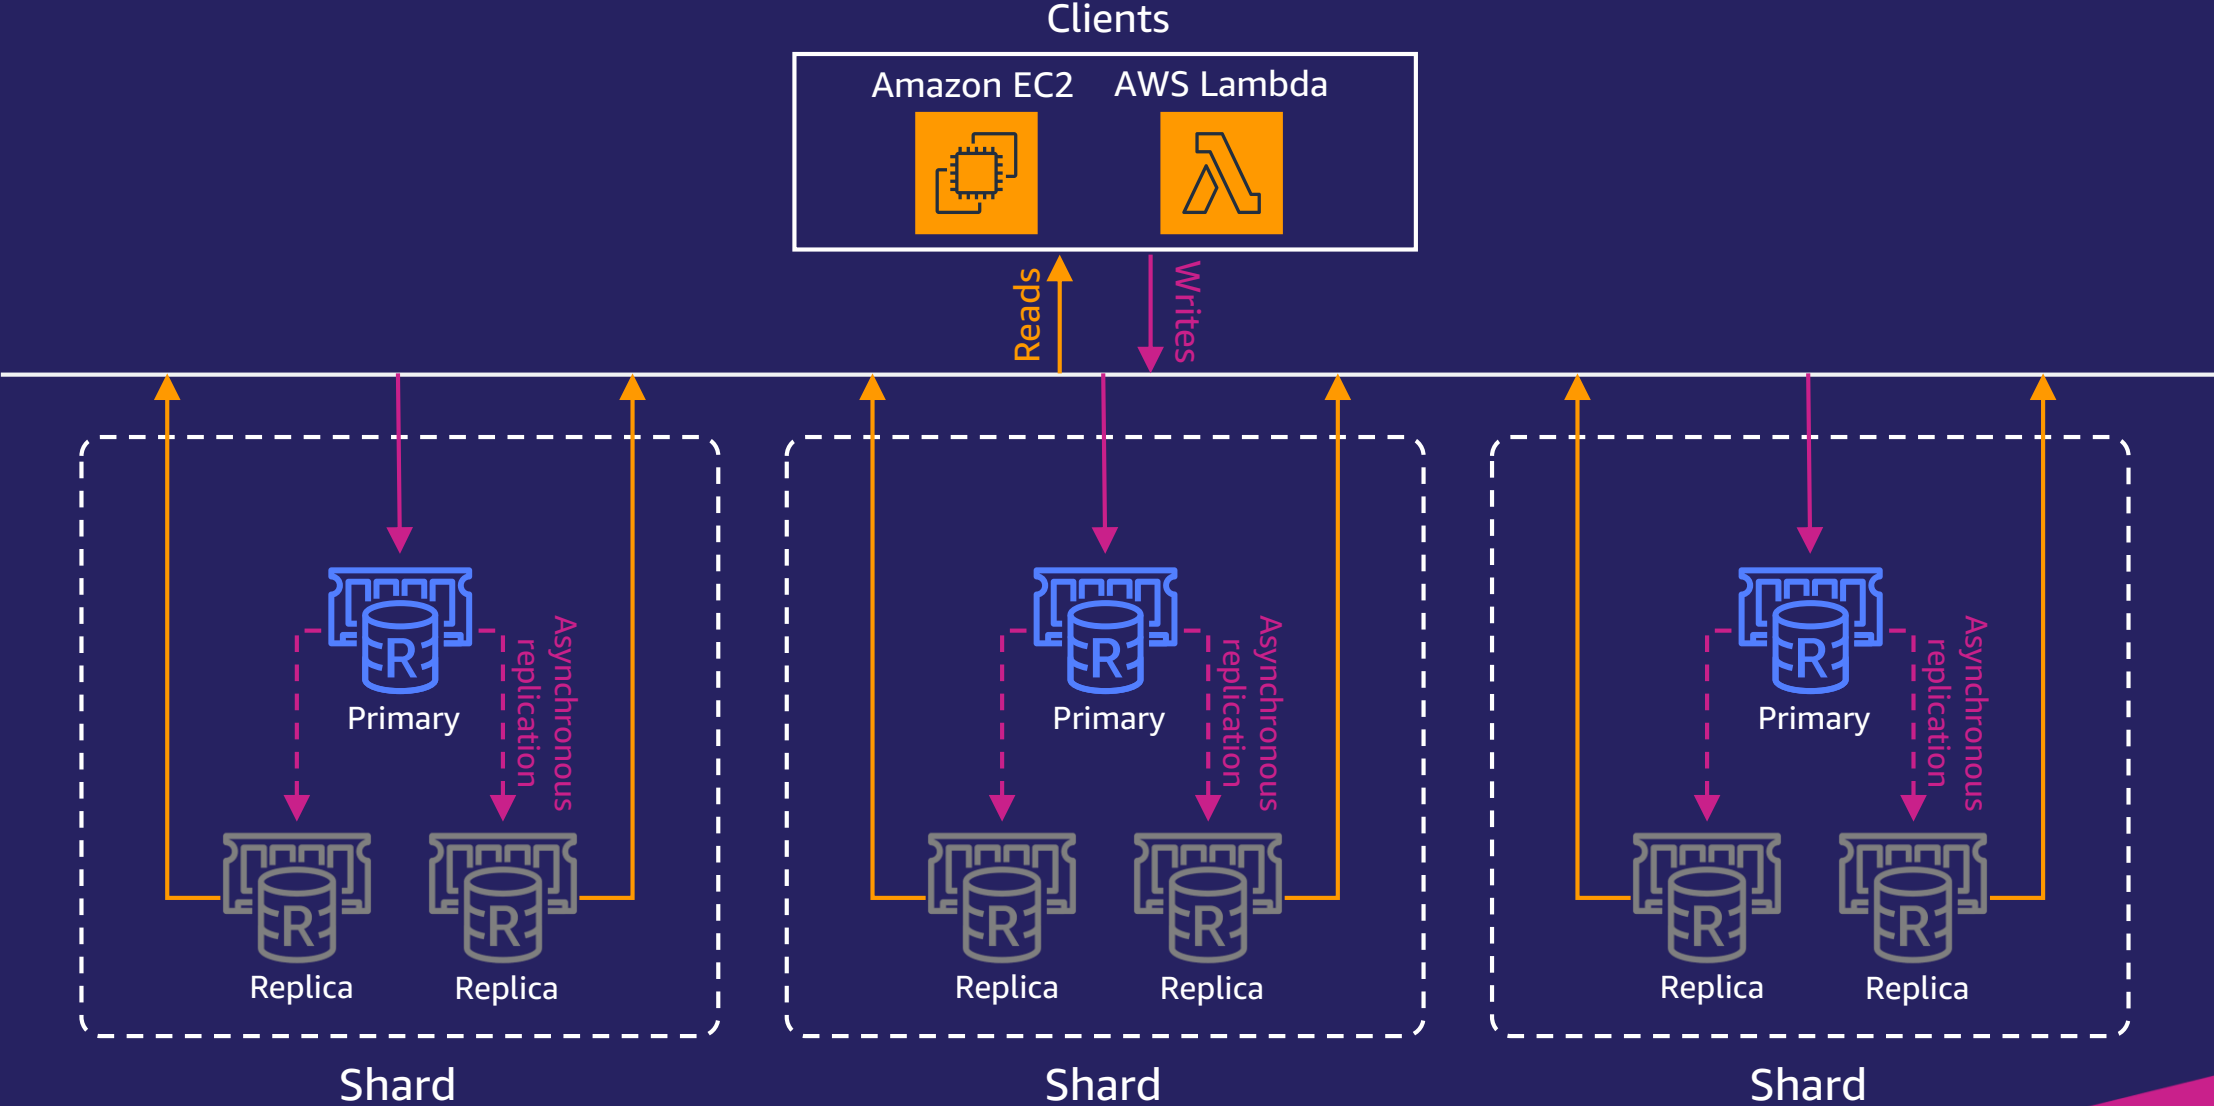 Clients
Amazon EC2
AWS Lambda
Reads
Writes
R
Primary
Asynchronous
replication
R
Replica
R
Replica
Shard
R
Primary
Asynchronous
replication
R
Replica
R
Replica
Shard
R
Primary
Asynchronous
replication
R
Replica
R
Replica
Shard